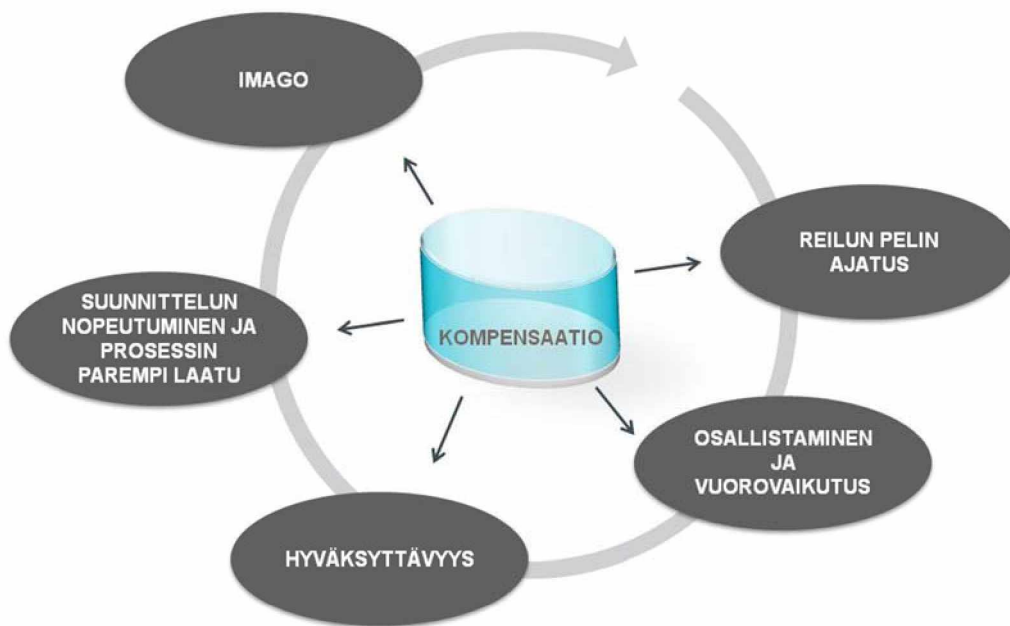 IMAGO
REILUN PELIN
AJATUS
SUUNNITTELUN
NOPEUTUMINEN JA
PROSESSIN
PAREMPI LAATU
KOMPENSAATIO
OSALLISTAMINEN
JA
VUOROVAIKUTUS
HYVÄKSYTTÄVYYS